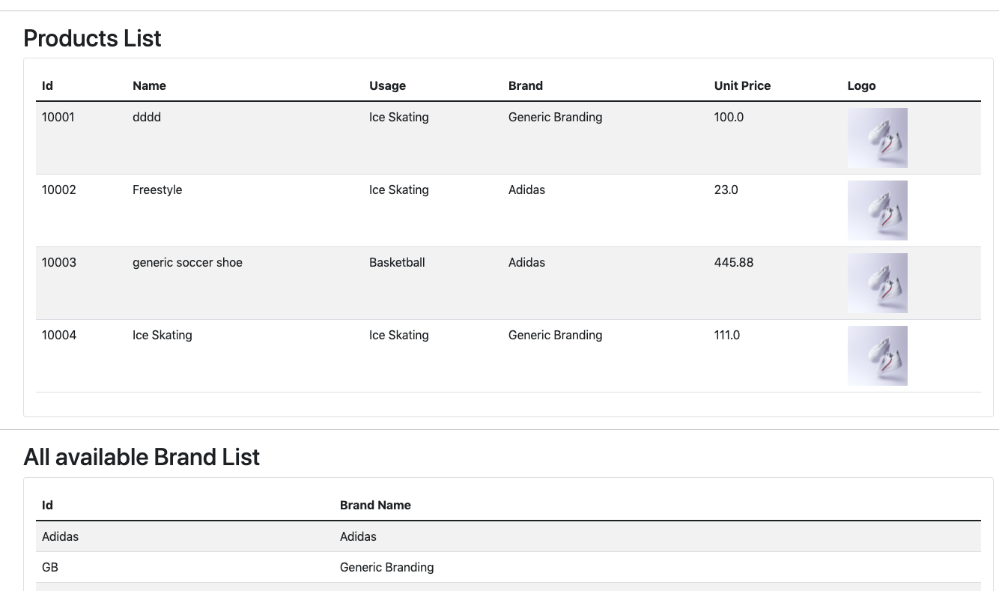 Products List
Id Name Usage Brand Unit Price Logo
10001 dddd Ice Skating Generic Branding 100.0
10002 Freestyle Ice Skating Adidas 23.0
10003 generic soccer shoe Basketball Adidas 445.88
10004 Ice Skating Ice Skating Generic Branding 111.0
All available Brand List
Id Brand Name
Adidas Adidas
GB Generic Branding